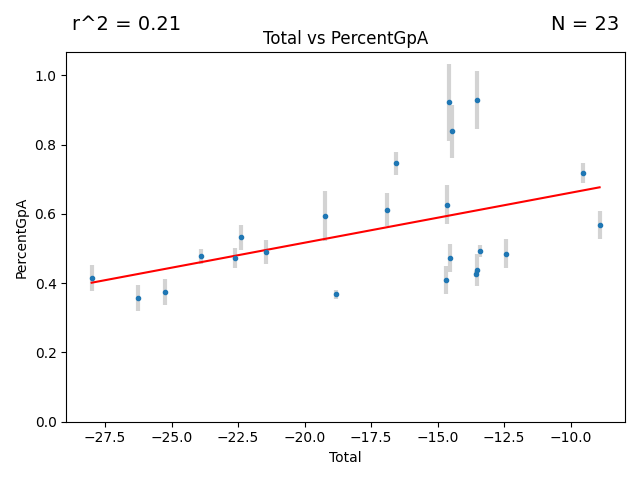 r^2 = 0.21
N = 23
Total vs PercentGpA
PercentGpA
1.0
0.8
0.6
0.4
0.2
0.0
−27.5
−25.0
−22.5
−20.0
−17.5
−15.0
−12.5
−10.0
Total